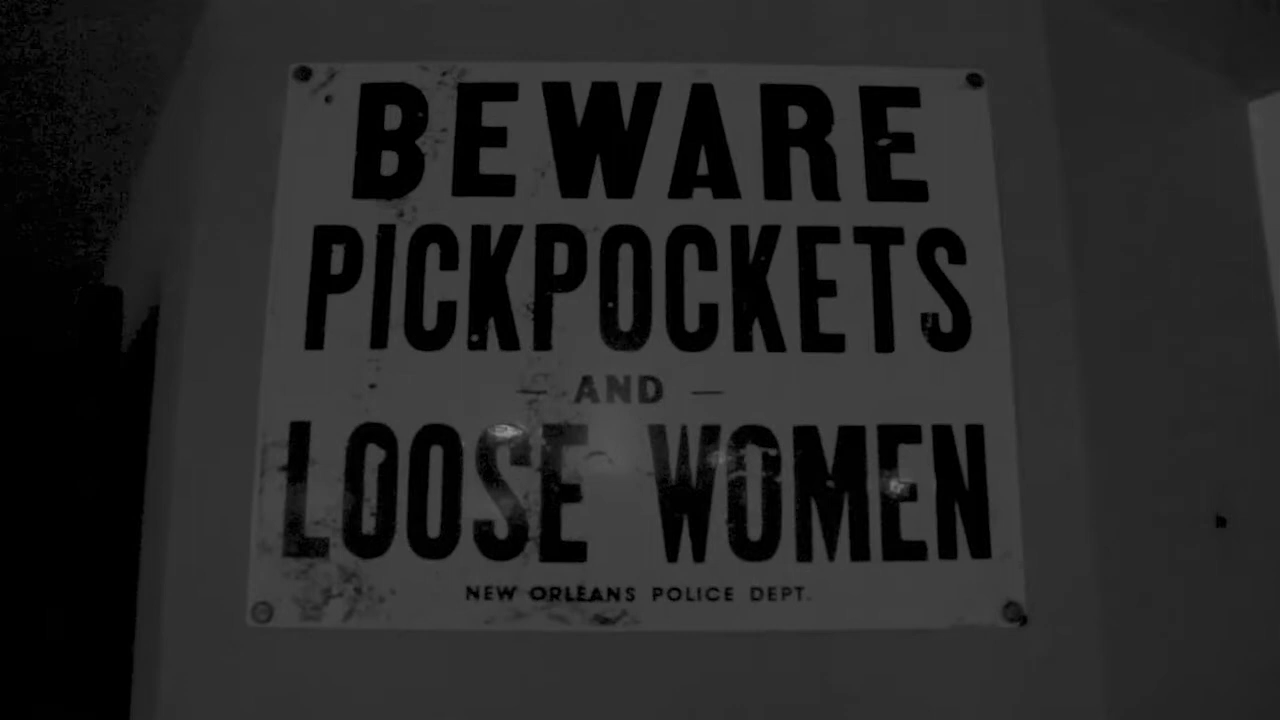 BEWARE
PICKPOCKETS
— AND —
LOOSE WOMEN
NEW ORLEANS POLICE DEPT.